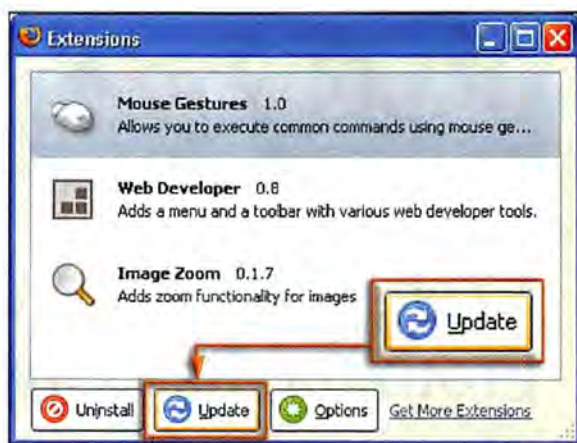 Extensions
Mouse Gestures 1.0
Allows you to execute common commands using mouse ge...
Web Developer 0.8
Adds a menu and a toolbar with various web developer tools.
Image Zoom 0.1.7
Adds zoom functionality for images
Update
Uninstall Update Options Get More Extensions